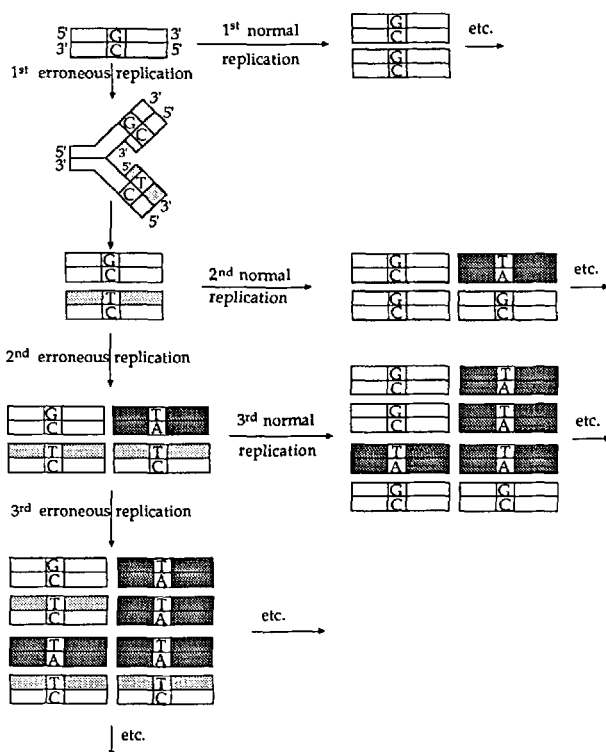 5' G 3' 1st normal
3' C 5' replication
G
C
G
C
etc.
1st erroneous replication
3'
5'
G
C
5'
3'
3'
5'
T
C
3'
5'
G
C
T
C
2nd normal
replication
G T
C A
G G
C C
etc.
2nd erroneous replication
G T
C A
T T
C C
3rd normal
replication
G T
C A
G T
C A
T T
A A
G G
C C
etc.
3rd erroneous replication
G T
C A
T T
C A
T T
A A
T T
C C
etc.
etc.